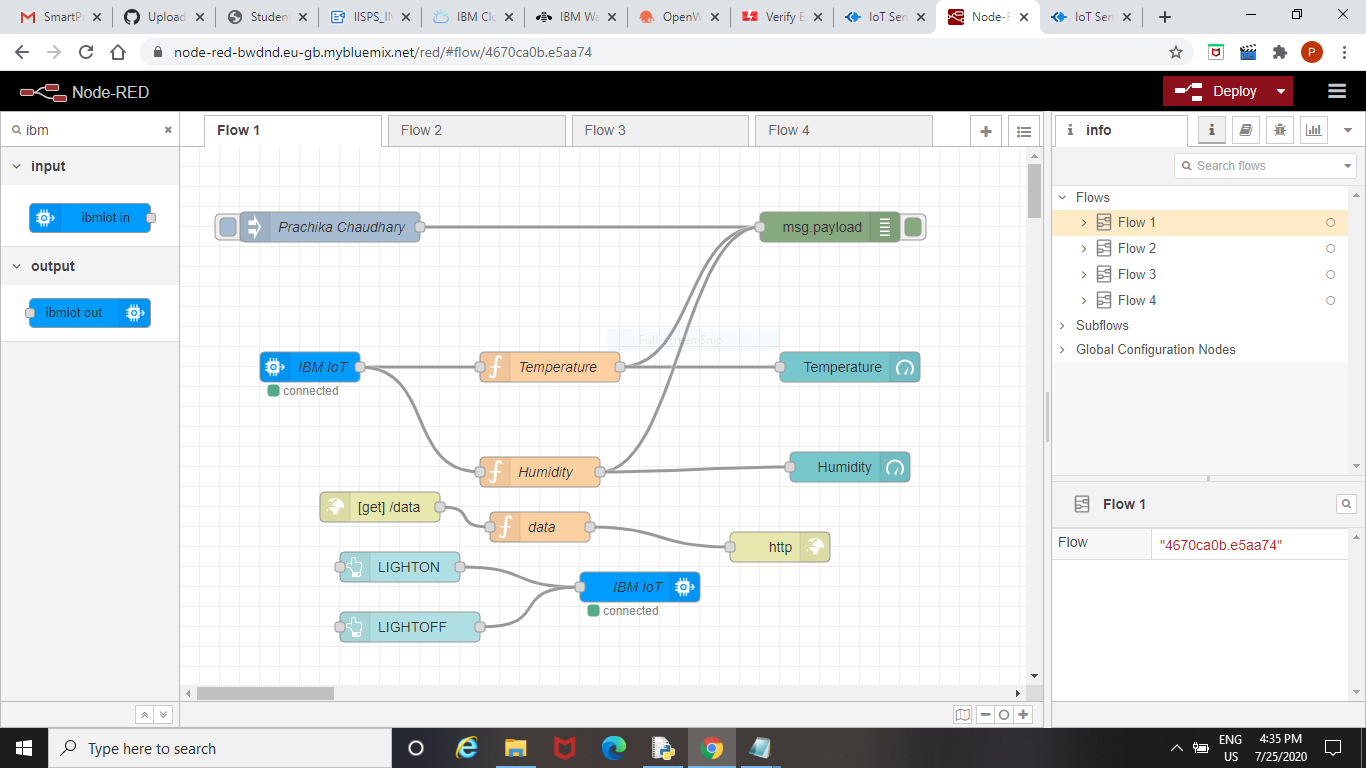 SmartP
Upload
Student
IISPS_IN
IBM Clo
IBM Wa
OpenW
Verify E
IoT Sen
Node-R
IoT Sen
node-red-bwdnd.eu-gb.mybluemix.net/red/#flow/4670ca0b.e5aa74
P
Node-RED
Deploy
ibm
Flow 1
Flow 2
Flow 3
Flow 4
i
info
i
input
Search flows
ibmiot in
Flows
Flow 1
Flow 2
Flow 3
Flow 4
Subflows
Global Configuration Nodes
output
ibmiot out
Prachika Chaudhary
msg.payload
Full-screen Snip
IBM IoT
connected
Temperature
Temperature
Humidity
Humidity
[get] /data
data
http
LIGHTON
IBM IoT
connected
LIGHTOFF
Flow 1
Flow
"4670ca0b.e5aa74"
Type here to search
ENG
US
4:35 PM
7/25/2020